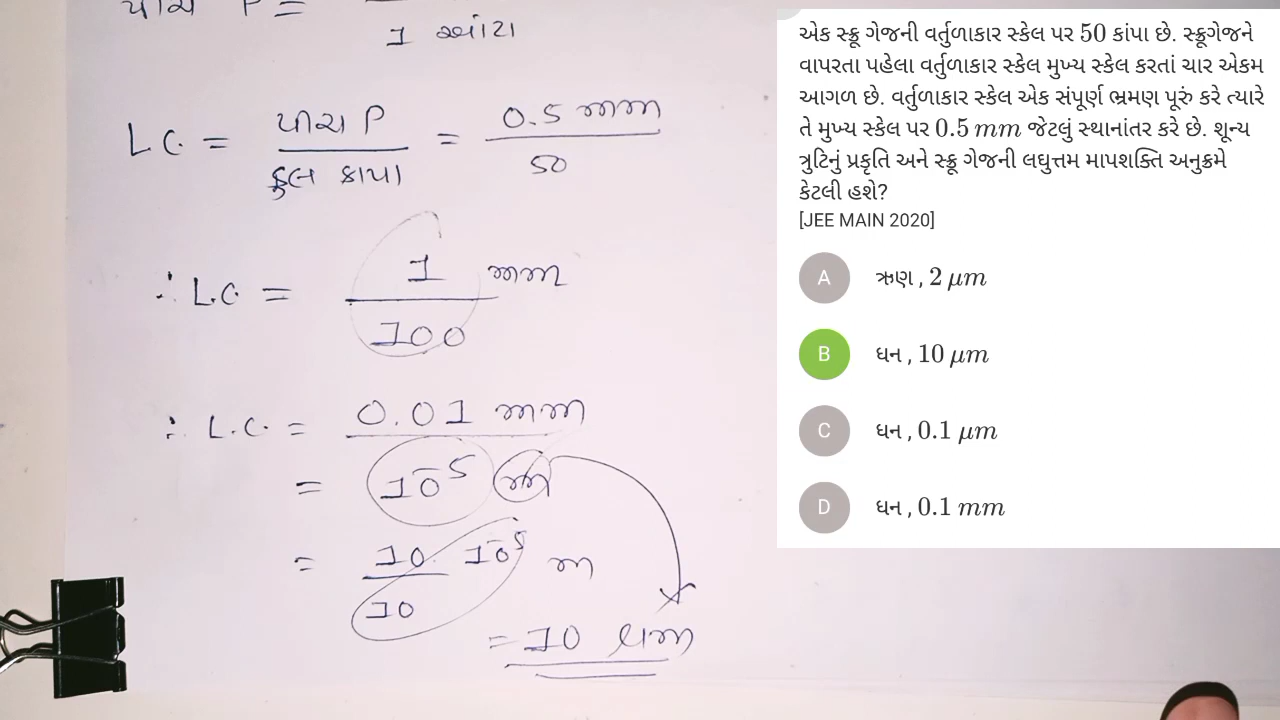 પીચ P =
1 આંટા
LC = પીચ P / કુલ કાપા = 0.5 mm / 50
∴ LC = 1 / 100 mm
∴ L.C. = 0.01 mm
= 10⁻⁵ m
= 10 · 10⁻⁵ / 10 m
= 10 μm
એક સ્ક્રૂ ગેજની વર્તુળાકાર સ્કેલ પર 50 કાંપા છે. સ્ક્રૂગેજને
વાપરતા પહેલા વર્તુળાકાર સ્કેલ મુખ્ય સ્કેલ કરતાં ચાર એકમ
આગળ છે. વર્તુળાકાર સ્કેલ એક સંપૂર્ણ ભ્રમણ પૂરું કરે ત્યારે
તે મુખ્ય સ્કેલ પર 0.5 mm જેટલું સ્થાનાંતર કરે છે. શૂન્ય
ત્રુટિનું પ્રકૃતિ અને સ્ક્રૂ ગેજની લઘુત્તમ માપશક્તિ અનુક્રમે
કેટલી હશે?
[JEE MAIN 2020]
A ઋણ , 2 μm
B ધન , 10 μm
C ધન , 0.1 μm
D ધન , 0.1 mm